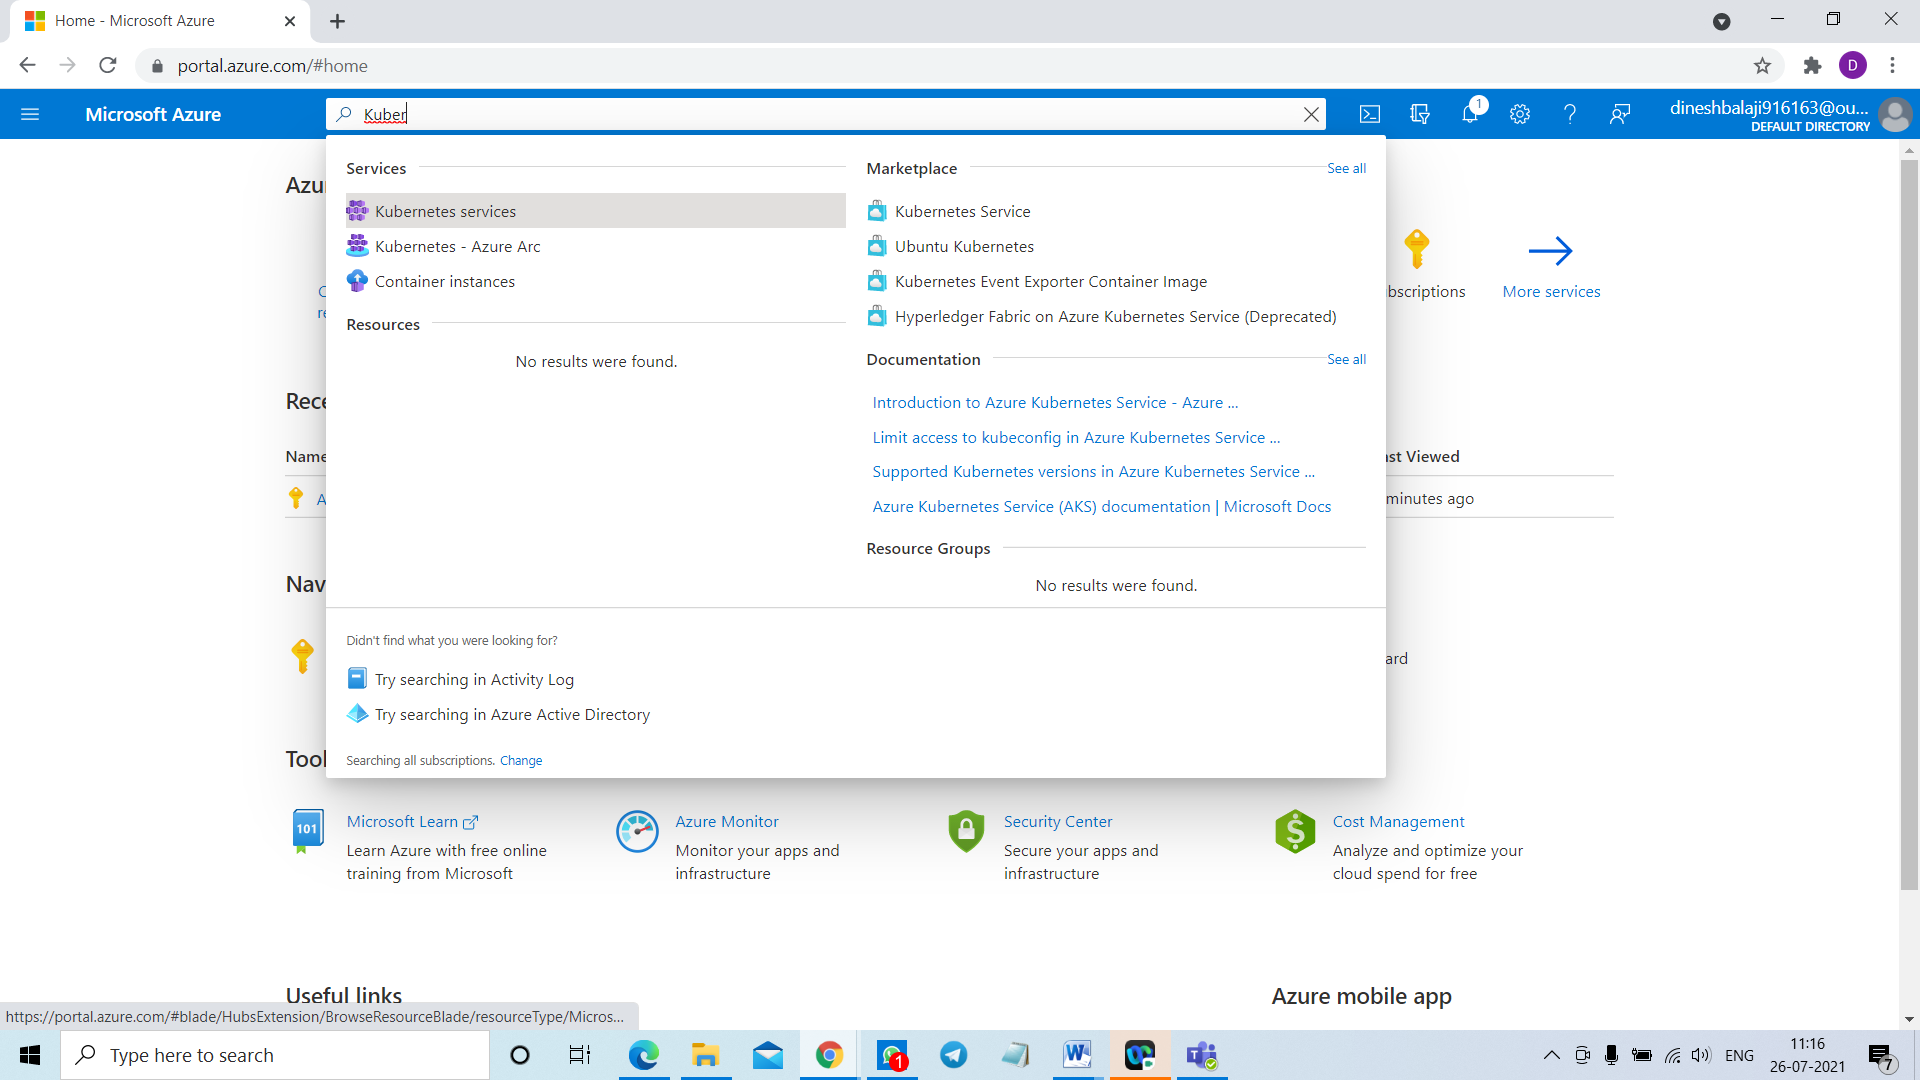 Home - Microsoft Azure
portal.azure.com/#home
D
Microsoft Azure
Kuber
1
dineshbalaji916163@ou...
DEFAULT DIRECTORY
Services
Kubernetes services
Kubernetes - Azure Arc
Container instances
Resources
No results were found.
Marketplace
See all
Kubernetes Service
Ubuntu Kubernetes
Kubernetes Event Exporter Container Image
Hyperledger Fabric on Azure Kubernetes Service (Deprecated)
Documentation
See all
Introduction to Azure Kubernetes Service - Azure ...
Limit access to kubeconfig in Azure Kubernetes Service ...
Supported Kubernetes versions in Azure Kubernetes Service ...
Azure Kubernetes Service (AKS) documentation | Microsoft Docs
Resource Groups
No results were found.
Didn't find what you were looking for?
Try searching in Activity Log
Try searching in Azure Active Directory
Searching all subscriptions. Change
Azu
C
re
bscriptions
More services
Rece
Name
st Viewed
A
minutes ago
Nav
ard
Tool
101
Microsoft Learn
Learn Azure with free online
training from Microsoft
Azure Monitor
Monitor your apps and
infrastructure
Security Center
Secure your apps and
infrastructure
Cost Management
Analyze and optimize your
cloud spend for free
Useful links
Azure mobile app
https://portal.azure.com/#blade/HubsExtension/BrowseResourceBlade/resourceType/Micros...
Type here to search
1
ENG
11:16
26-07-2021
7